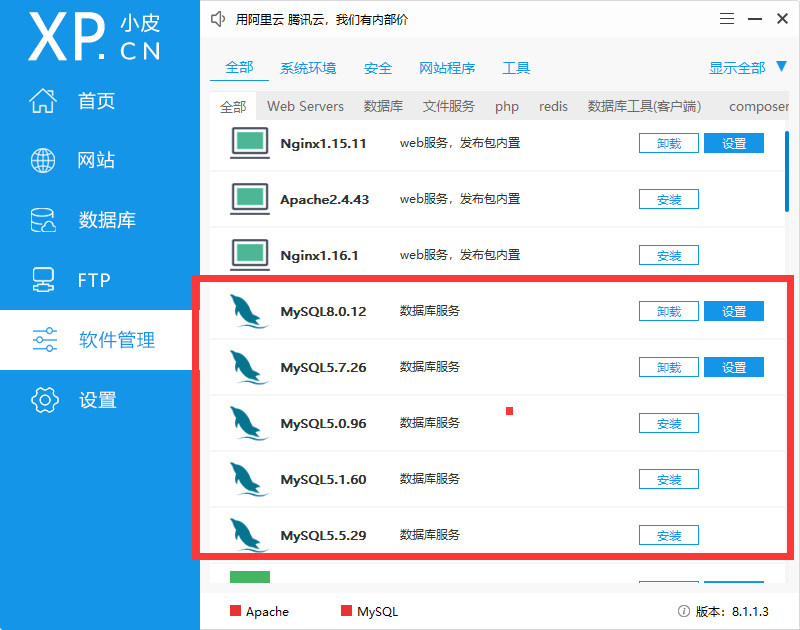 XP. 小皮
CN
用阿里云 腾讯云，我们有内部价
首页
网站
数据库
FTP
软件管理
设置
全部 系统环境 安全 网站程序 工具 显示全部
全部 Web Servers 数据库 文件服务 php redis 数据库工具(客户端) composer
Nginx1.15.11 web服务，发布包内置 卸载 设置
Apache2.4.43 web服务，发布包内置 安装
Nginx1.16.1 web服务，发布包内置 安装
MySQL8.0.12 数据库服务 卸载 设置
MySQL5.7.26 数据库服务 卸载 设置
MySQL5.0.96 数据库服务 安装
MySQL5.1.60 数据库服务 安装
MySQL5.5.29 数据库服务 安装
Apache MySQL 版本：8.1.1.3